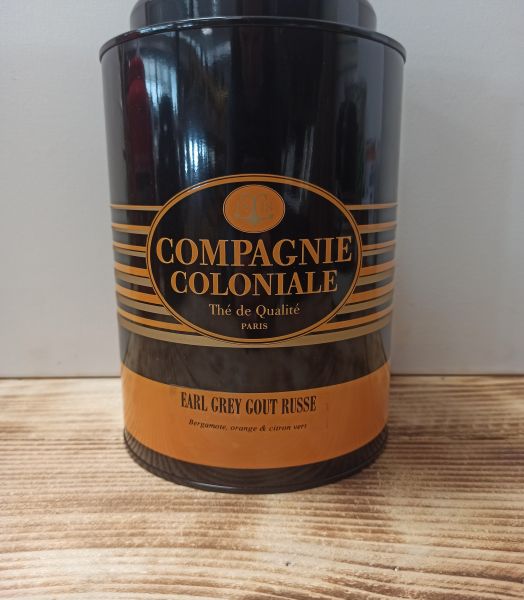 COMPAGNIE
COLONIALE
Thé de Qualité
PARIS
EARL GREY GOUT RUSSE
Bergamote, orange & citron vert